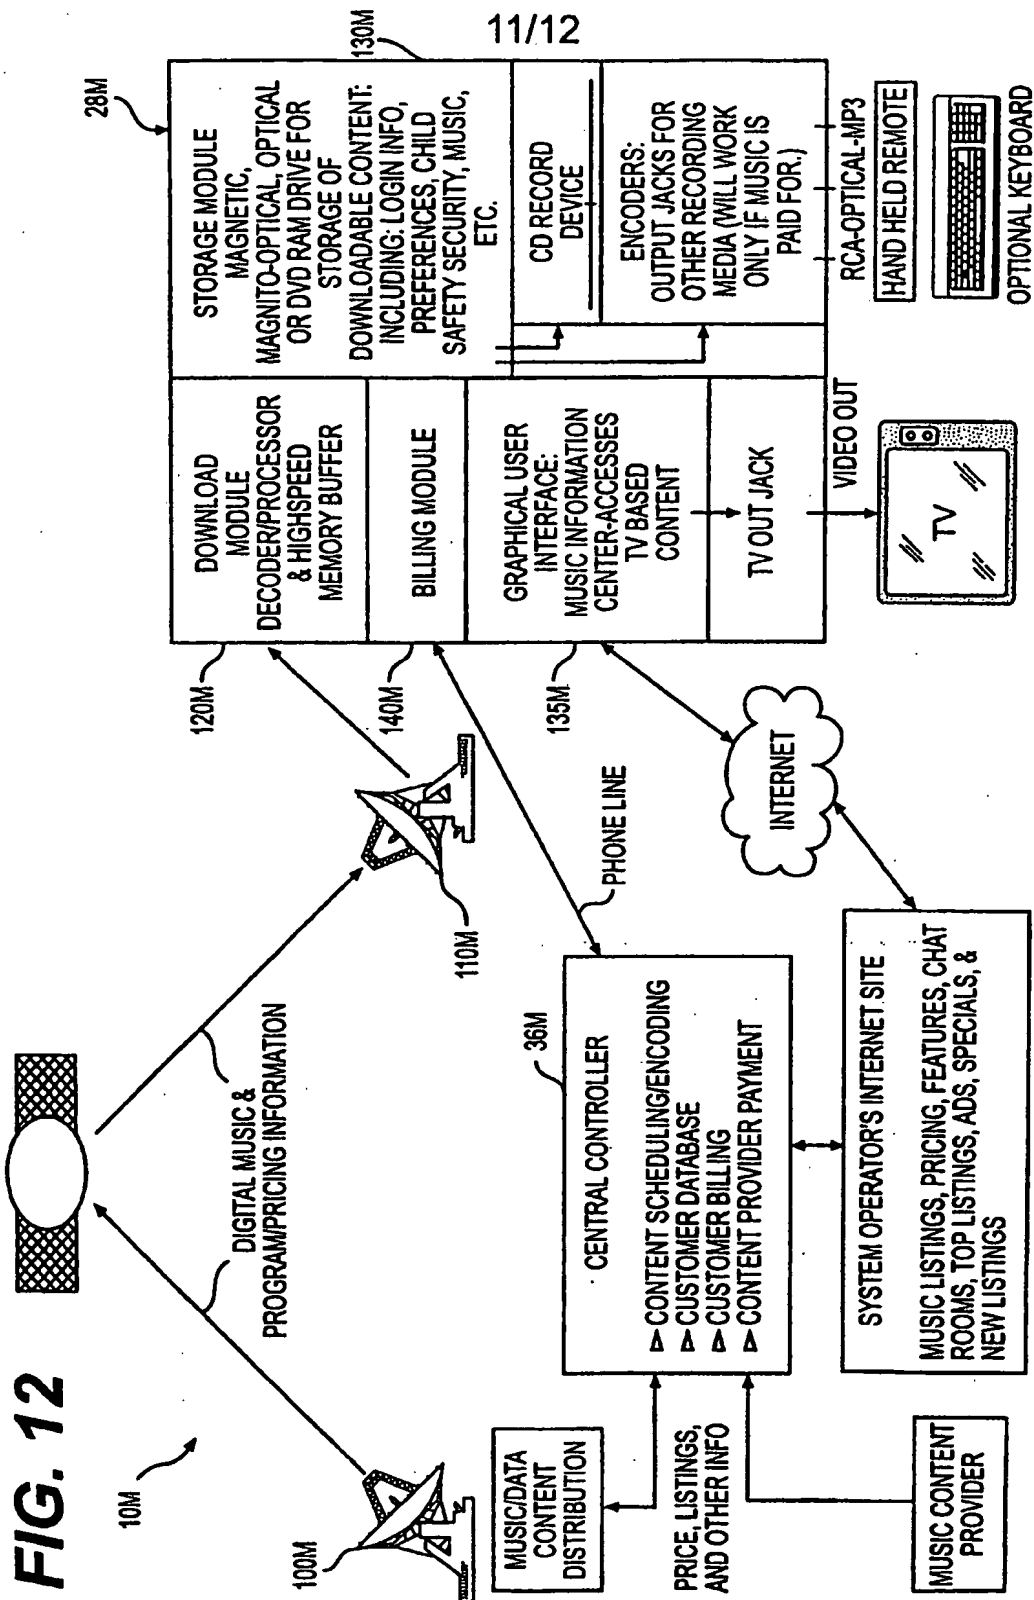 11/12
FIG. 12
10M
100M
DIGITAL MUSIC &
PROGRAM/PRICING INFORMATION
110M
MUSIC/DATA
CONTENT
DISTRIBUTION
PRICE, LISTINGS,
AND OTHER INFO
MUSIC CONTENT
PROVIDER
36M
CENTRAL CONTROLLER
CONTENT SCHEDULING/ENCODING
CUSTOMER DATABASE
CUSTOMER BILLING
CONTENT PROVIDER PAYMENT
PHONE LINE
SYSTEM OPERATOR'S INTERNET SITE
MUSIC LISTINGS, PRICING, FEATURES, CHAT
ROOMS, TOP LISTINGS, ADS, SPECIALS, &
NEW LISTINGS
INTERNET
120M
140M
135M
DOWNLOAD
MODULE
DECODER/PROCESSOR
& HIGHSPEED
MEMORY BUFFER
BILLING MODULE
GRAPHICAL USER
INTERFACE:
MUSIC INFORMATION
CENTER-ACCESSES
TV BASED
CONTENT
TV OUT JACK
VIDEO OUT
TV
28M
130M
STORAGE MODULE
MAGNETIC,
MAGNITO-OPTICAL, OPTICAL
OR DVD RAM DRIVE FOR
STORAGE OF
DOWNLOADABLE CONTENT:
INCLUDING: LOGIN INFO,
PREFERENCES, CHILD
SAFETY SECURITY, MUSIC,
ETC.
CD RECORD
DEVICE
ENCODERS:
OUTPUT JACKS FOR
OTHER RECORDING
MEDIA (WILL WORK
ONLY IF MUSIC IS
PAID FOR.)
RCA-OPTICAL-MP3
HAND HELD REMOTE
OPTIONAL KEYBOARD